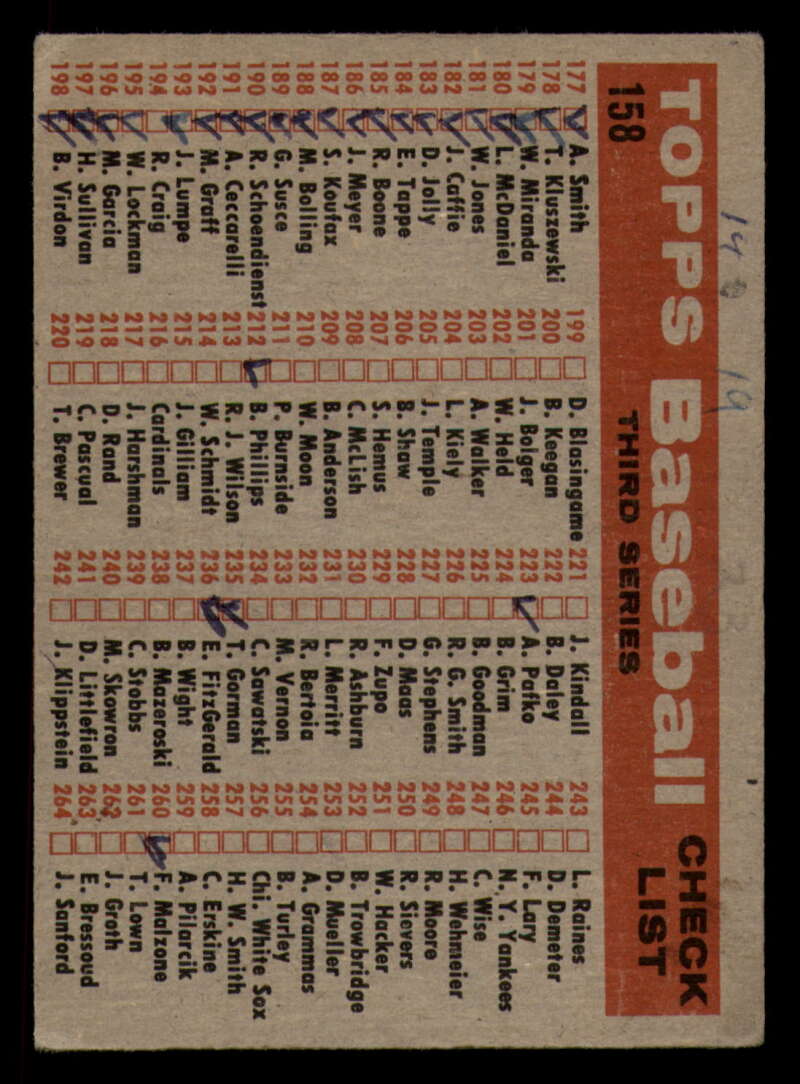 14 0 19
TOPPS Baseball CHECK LIST
158
THIRD SERIES
177 A. Smith
178 T. Kluszewski
179 W. Miranda
180 L. McDaniel
181 W. Jones
182 J. Caffie
183 D. Jolly
184 E. Tappe
185 R. Boone
186 J. Meyer
187 S. Koufax
188 M. Bolling
189 G. Susce
190 R. Schoendienst
191 A. Ceccarelli
192 M. Graff
193 J. Lumpe
194 R. Craig
195 W. Lockman
196 M. Garcia
197 H. Sullivan
198 B. Virdon
199 D. Blasingame
200 B. Keegan
201 J. Bolger
202 W. Held
203 A. Walker
204 L. Kiely
205 J. Temple
206 B. Shaw
207 S. Hemus
208 C. McLish
209 B. Anderson
210 W. Moon
211 P. Burnside
212 B. Phillips
213 R. J. Wilson
214 W. Schmidt
215 J. Gilliam
216 Cardinals
217 J. Harshman
218 D. Rand
219 C. Pascual
220 T. Brewer
221 J. Kindall
222 B. Daley
223 A. Pafko
224 B. Grim
225 B. Goodman
226 R. G. Smith
227 G. Stephens
228 D. Maas
229 F. Zupo
230 R. Ashburn
231 L. Merritt
232 R. Bertoia
233 M. Vernon
234 C. Sawatski
235 T. Gorman
236 E. FitzGerald
237 B. Wight
238 B. Mazeroski
239 C. Stobbs
240 M. Skowron
241 D. Littlefield
242 J. Klippstein
243 L. Raines
244 D. Demeter
245 F. Lary
246 N. Y. Yankees
247 C. Wise
248 H. Wehmeier
249 R. Moore
250 R. Sievers
251 W. Hacker
252 B. Trowbridge
253 D. Mueller
254 A. Grammas
255 B. Turley
256 Chi. White Sox
257 H. W. Smith
258 C. Erskine
259 A. Pilarcik
260 F. Malzone
261 T. Lown
262 J. Groth
263 E. Bressoud
264 J. Sanford